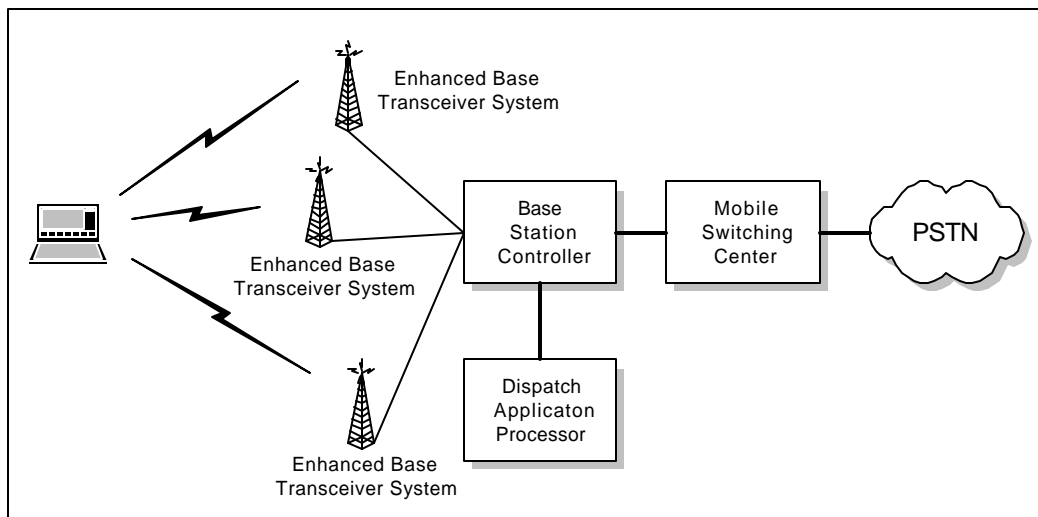 Enhanced Base
Transceiver System
Enhanced Base
Transceiver System
Base
Station
Controller
Mobile
Switching
Center
PSTN
Dispatch
Applicaton
Processor
Enhanced Base
Transceiver System